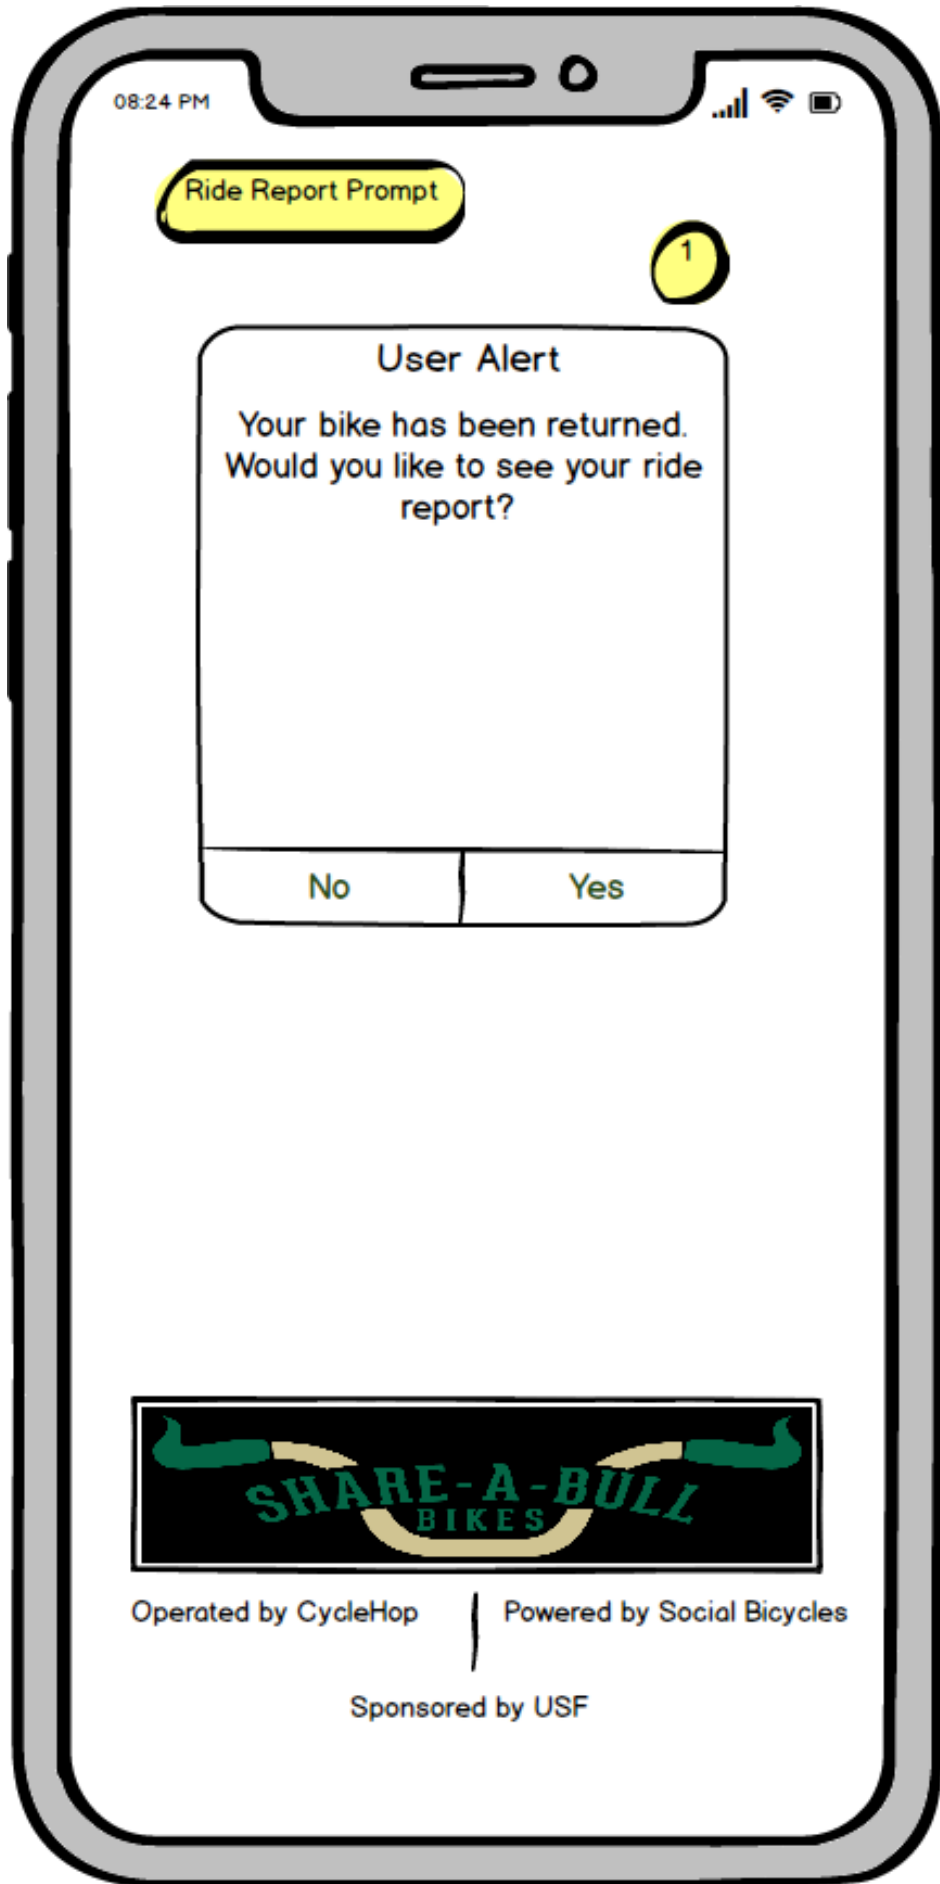 08:24 PM
Ride Report Prompt
1
User Alert
Your bike has been returned.
Would you like to see your ride
report?
No
Yes
SHARE-A-BULL
BIKES
Operated by CycleHop
Powered by Social Bicycles
Sponsored by USF